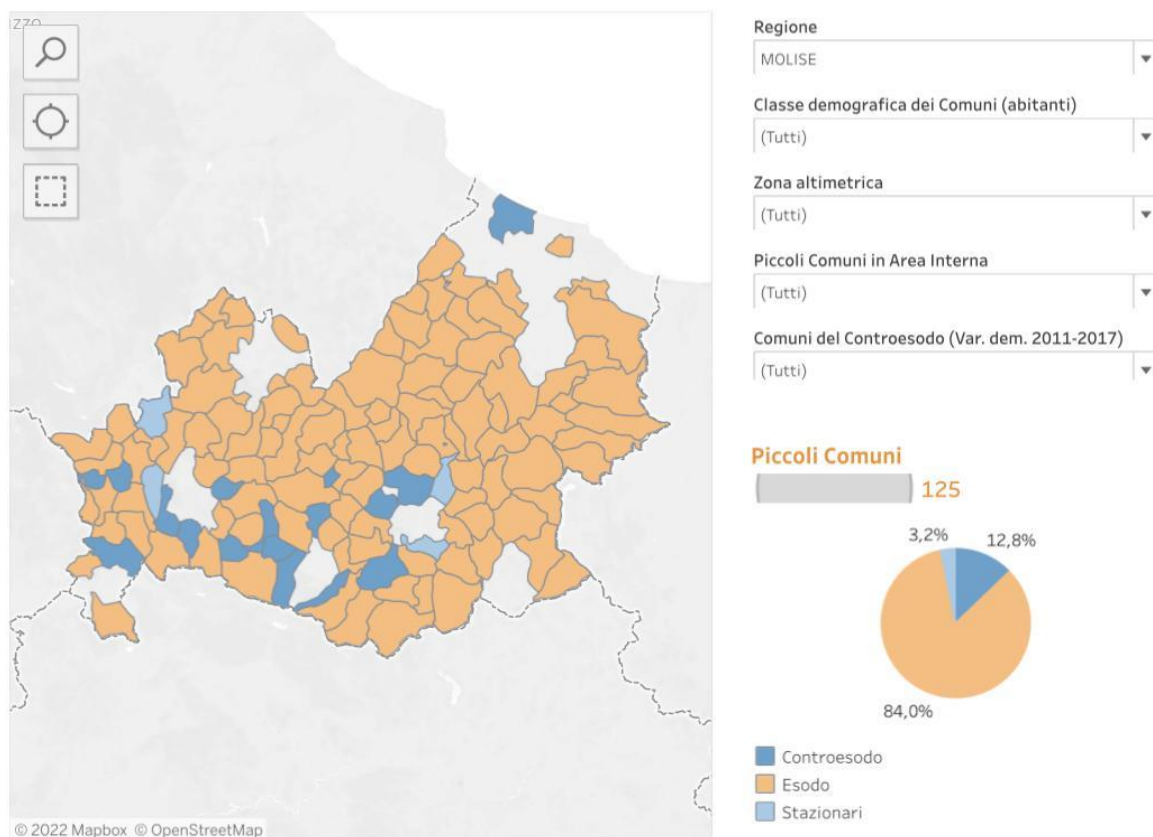 ZZO
Regione
MOLISE
Classe demografica dei Comuni (abitanti)
(Tutti)
Zona altimetrica
(Tutti)
Piccoli Comuni in Area Interna
(Tutti)
Comuni del Controesodo (Var. dem. 2011-2017)
(Tutti)
Piccoli Comuni
125
3,2%
12,8%
84,0%
Controesodo
Esodo
Stazionari
© 2022 Mapbox © OpenStreetMap